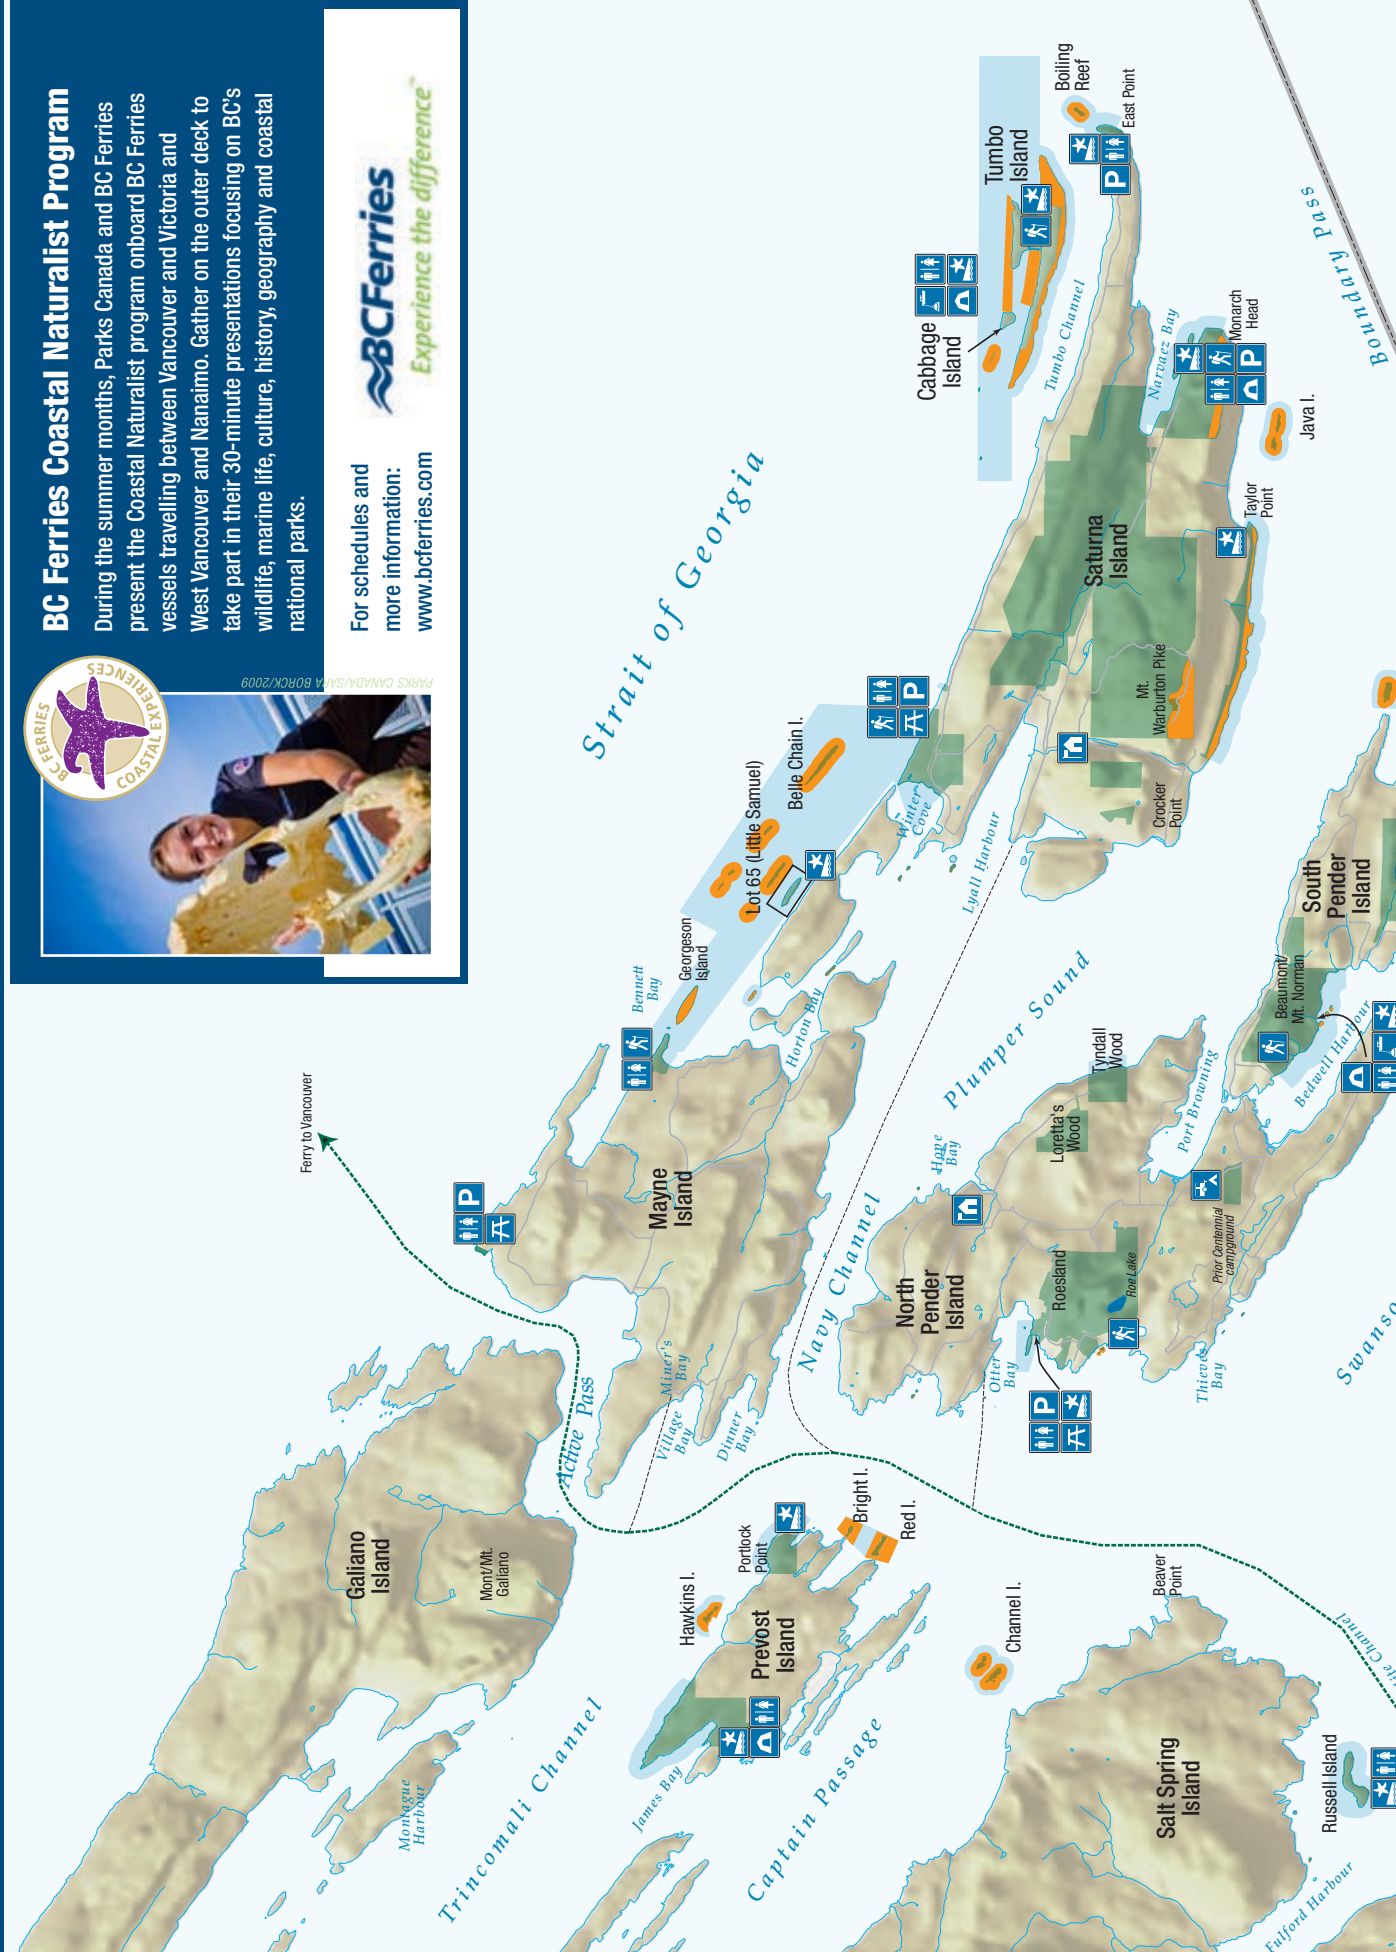 BC Ferries Coastal Naturalist Program
During the summer months, Parks Canada and BC Ferries
present the Coastal Naturalist program onboard BC Ferries
vessels travelling between Vancouver and Victoria and
West Vancouver and Nanaimo. Gather on the outer deck to
take part in their 30-minute presentations focusing on BC's
wildlife, marine life, culture, history, geography and coastal
national parks.
BC FERRIES
COASTAL EXPERIENCES
PARKS CANADA/SARA BORCK/2009
For schedules and
more information:
www.bcferries.com
BCFerries
Experience the difference™
Ferry to Vancouver
Strait of Georgia
Boiling
Reef
East Point
Tumbo
Island
Cabbage
Island
Tumbo Channel
Boundary Pass
Narvaez Bay
Monarch
Head
Java I.
Taylor
Point
Saturna
Island
Mt.
Warburton Pike
Crocker
Point
Lyall Harbour
Winter
Cove
Belle Chain I.
Lot 65 (Little Samuel)
Georgeson
Island
Bennett
Bay
Horton Bay
Mayne
Island
Plumper Sound
South
Pender
Island
Beaumont/
Mt. Norman
Bedwell Harbour
Tyndall
Wood
Loretta's
Wood
Port Browning
Hope
Bay
Navy Channel
North
Pender
Island
Roesland
Roe Lake
Prior Centennial
campground
Otter
Bay
Thieves
Bay
Swanso
Active Pass
Miner's
Bay
Village
Bay
Dinner
Bay
Galiano
Island
Mont/Mt.
Galiano
Portlock
Point
Bright I.
Red I.
Hawkins I.
Prevost
Island
Channel I.
Beaver
Point
James Bay
Captain Passage
Trincomali Channel
Montague
Harbour
Salt Spring
Island
Russell Island
Fulford Harbour
ite Channel
P
P
P
P
P